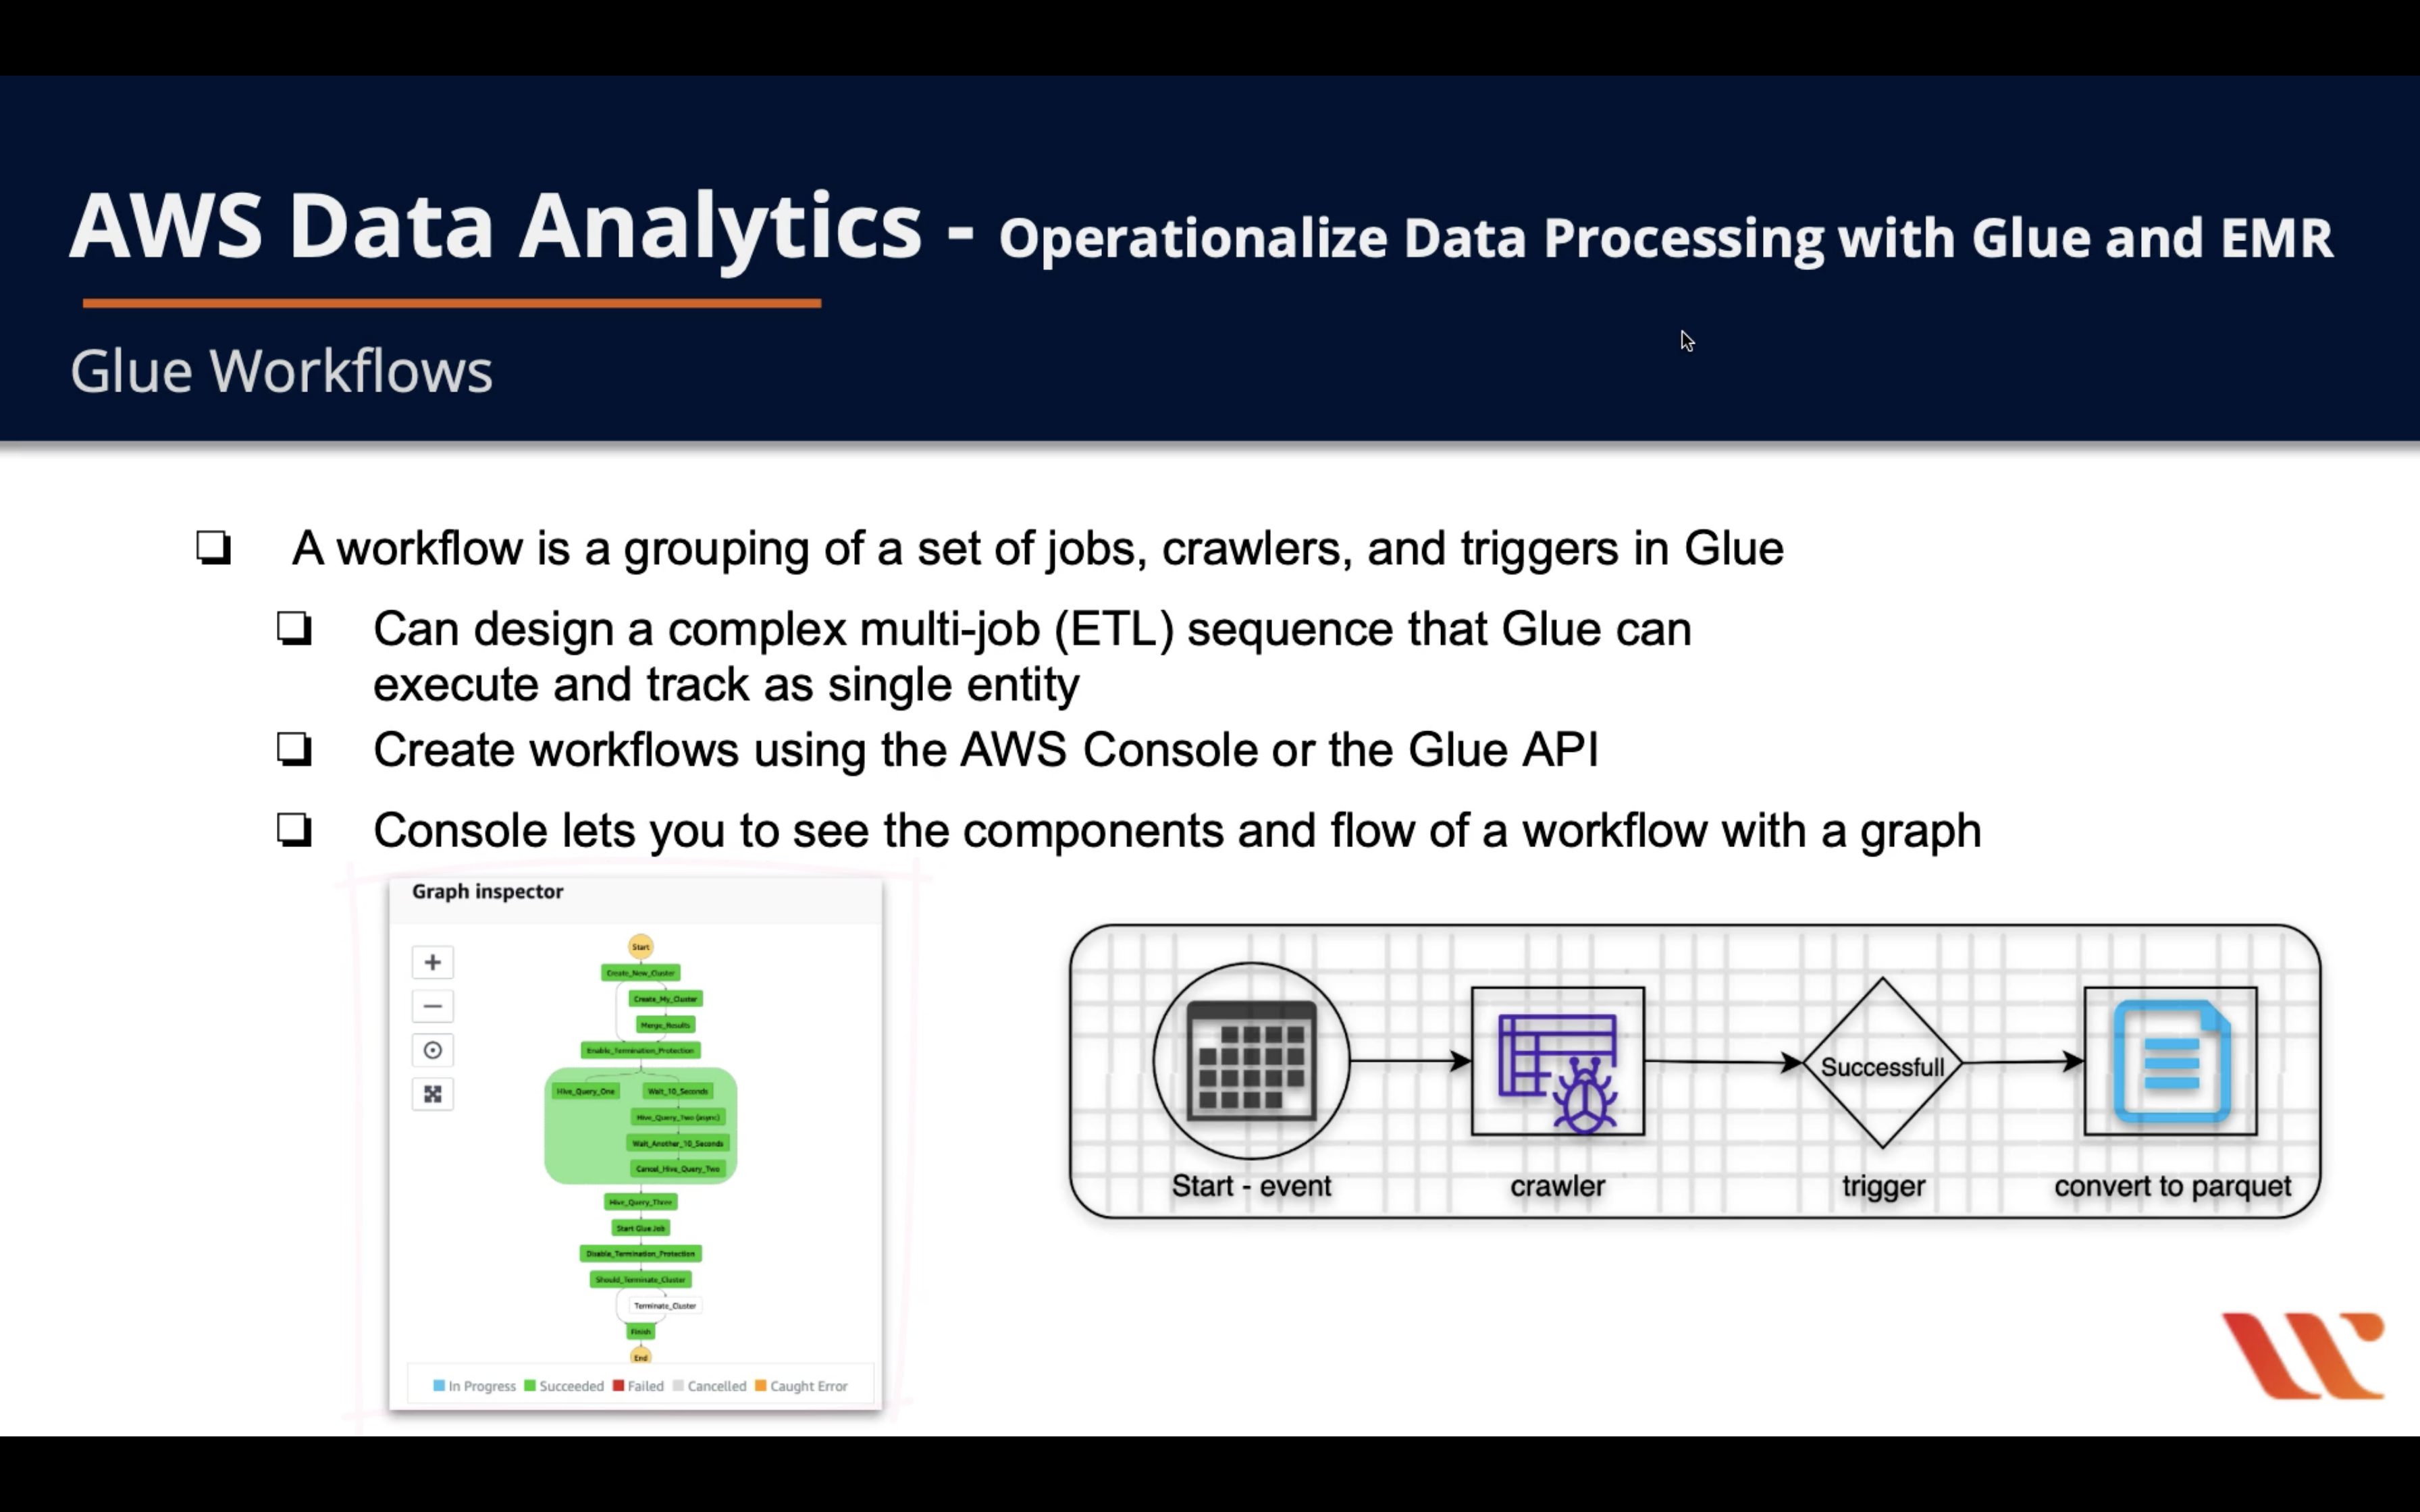 AWS Data Analytics - Operationalize Data Processing with Glue and EMR
Glue Workflows
A workflow is a grouping of a set of jobs, crawlers, and triggers in Glue
Can design a complex multi-job (ETL) sequence that Glue can
execute and track as single entity
Create workflows using the AWS Console or the Glue API
Console lets you to see the components and flow of a workflow with a graph
Graph inspector
Start
Create_New_Cluster
Create_My_Cluster
Merge_Results
Enable_Termination_Protection
Hive_Query_One Wait_10_Seconds
Hive_Query_Two (async)
Wait_Another_10_Seconds
Cancel_Hive_Query_Two
Hive_Query_Three
Start Glue Job
Disable_Termination_Protection
Should_Terminate_Cluster
Terminate_Cluster
Finish
End
In Progress Succeeded Failed Cancelled Caught Error
Successfull
Start - event crawler trigger convert to parquet